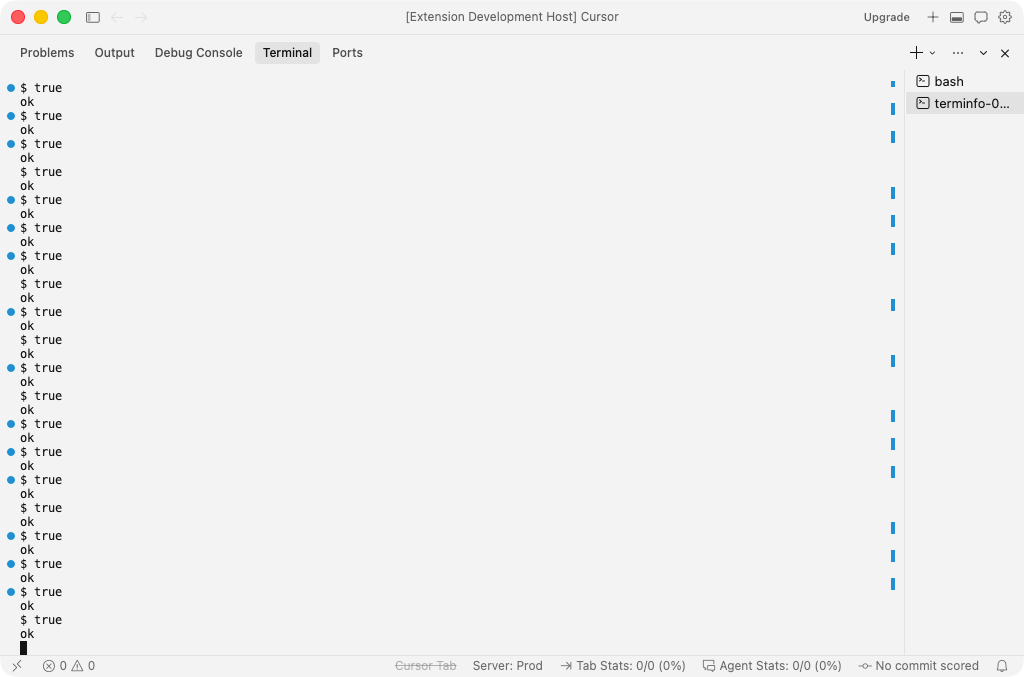 [Extension Development Host] Cursor
Upgrade
Problems Output Debug Console Terminal Ports
$ true
ok
$ true
ok
$ true
ok
$ true
ok
$ true
ok
$ true
ok
$ true
ok
$ true
ok
$ true
ok
$ true
ok
$ true
ok
$ true
ok
$ true
ok
$ true
ok
$ true
ok
$ true
ok
$ true
ok
$ true
ok
$ true
ok
$ true
ok
bash
terminfo-0...
0 0 Cursor Tab Server: Prod Tab Stats: 0/0 (0%) Agent Stats: 0/0 (0%) No commit scored